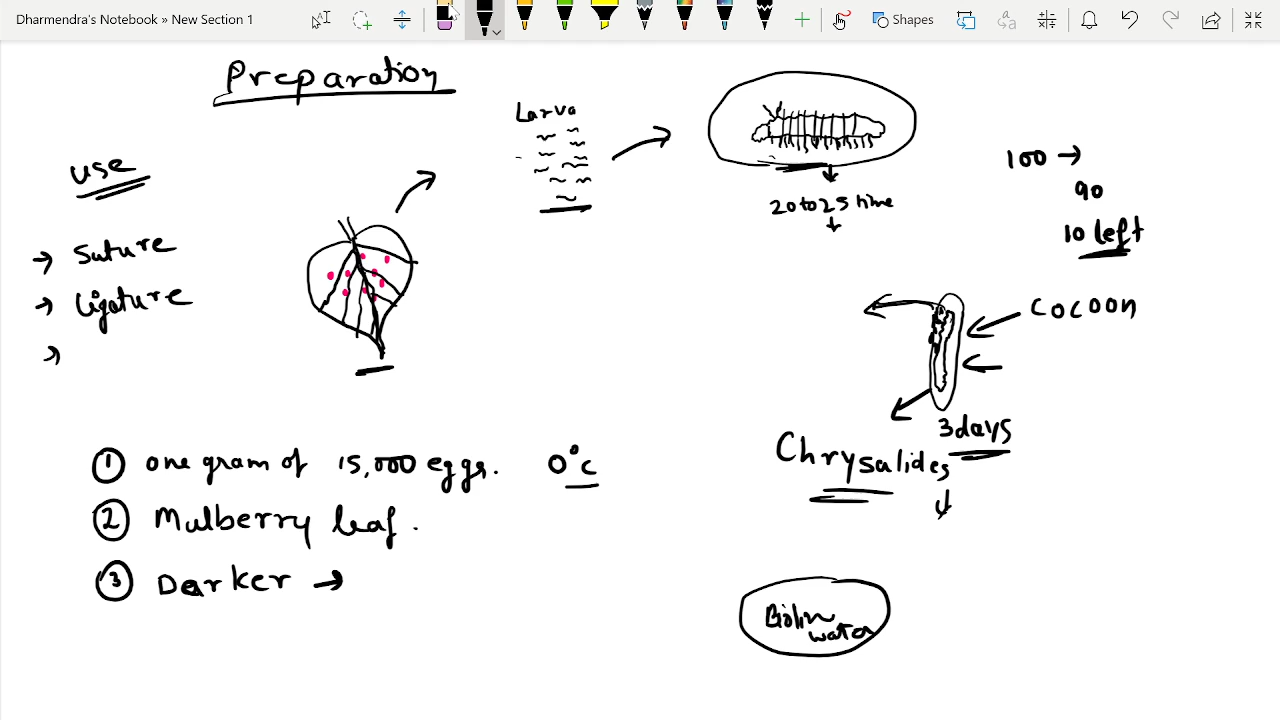 Dharmendra's Notebook » New Section 1
Shapes
Preparation
Larva
use
→ Suture
→ Ligature
→
20 to 25 time
100 →
90
10 left
cocoon
3 days
Chrysalides
① one gram of 15,000 eggs. 0°c
② Mulberry leaf.
③ Darker →
water